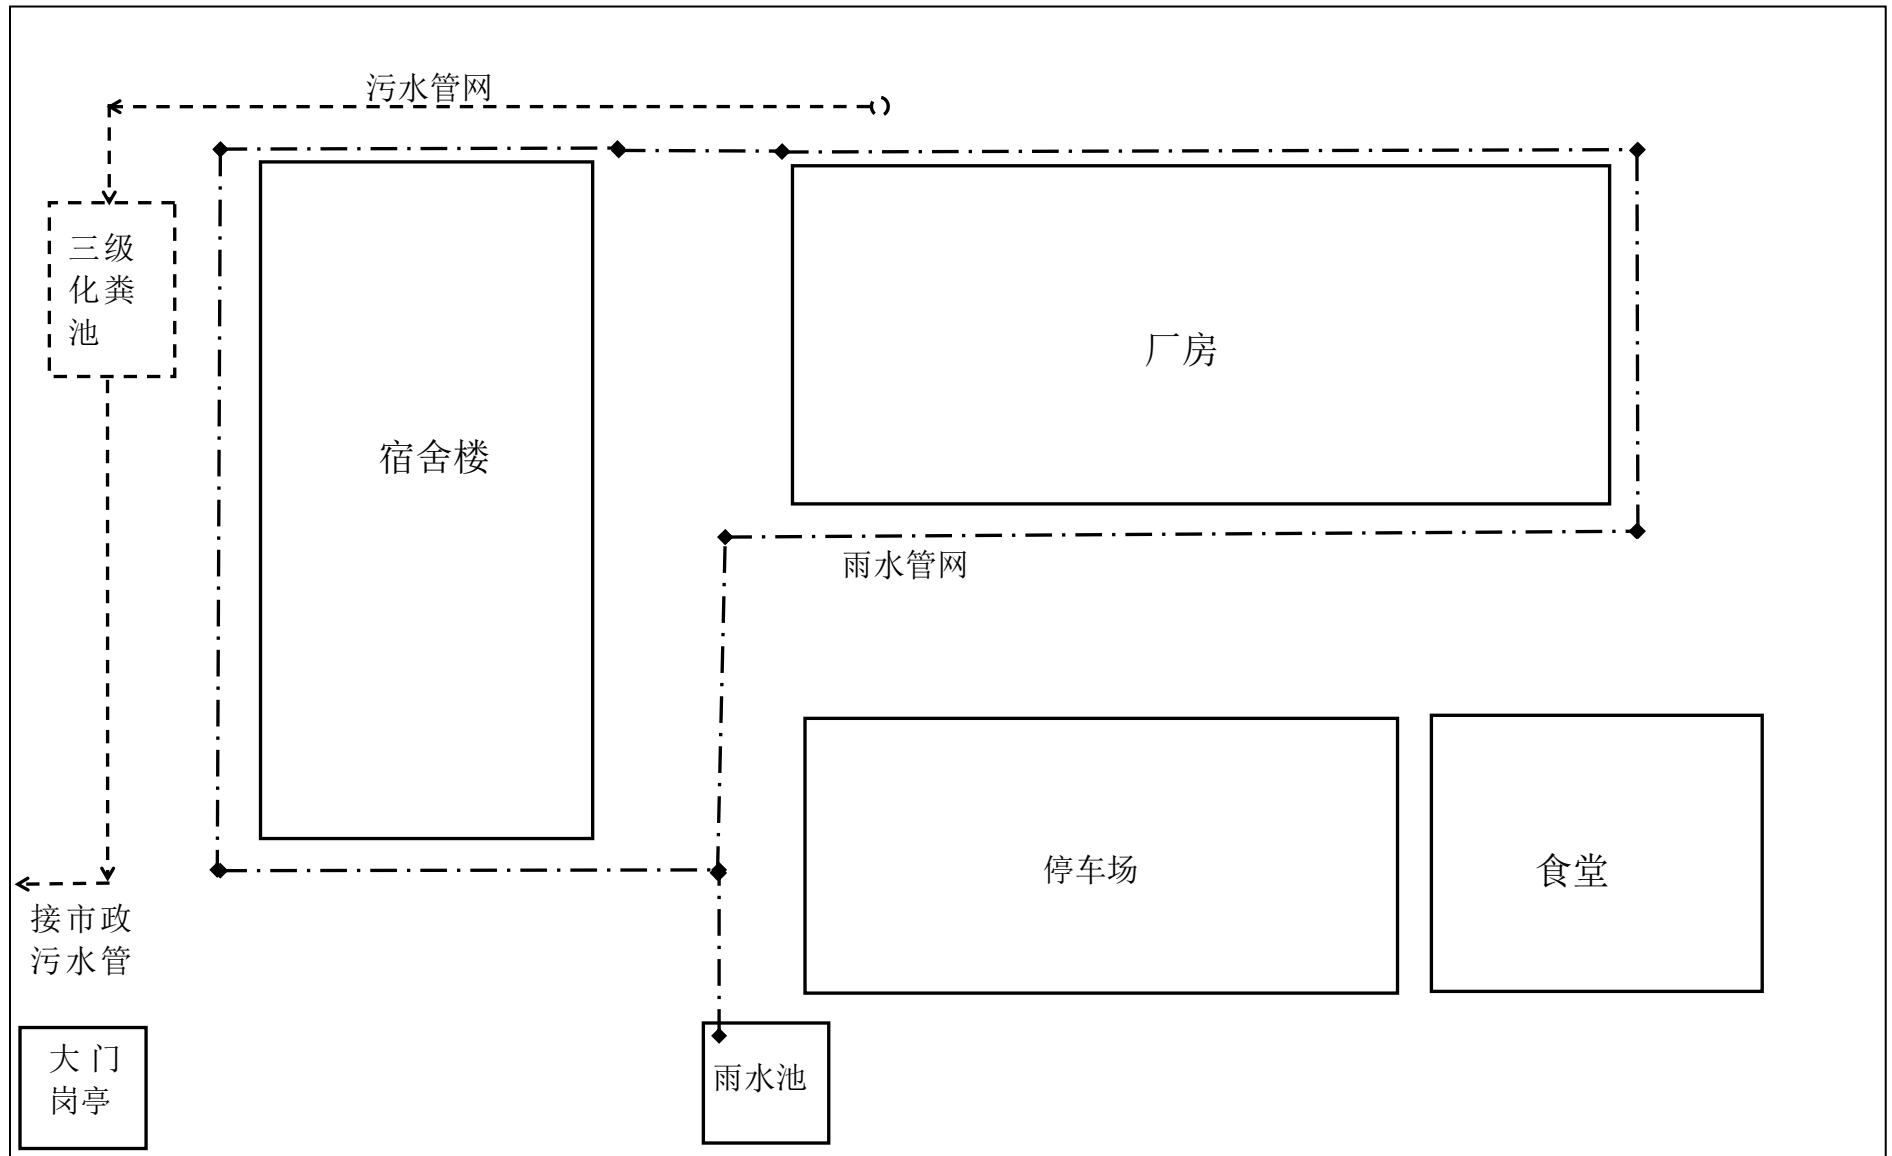 污水管网
三级
化粪
池
厂房
宿舍楼
雨水管网
停车场
食堂
接市政
污水管
大门
岗亭
雨水池